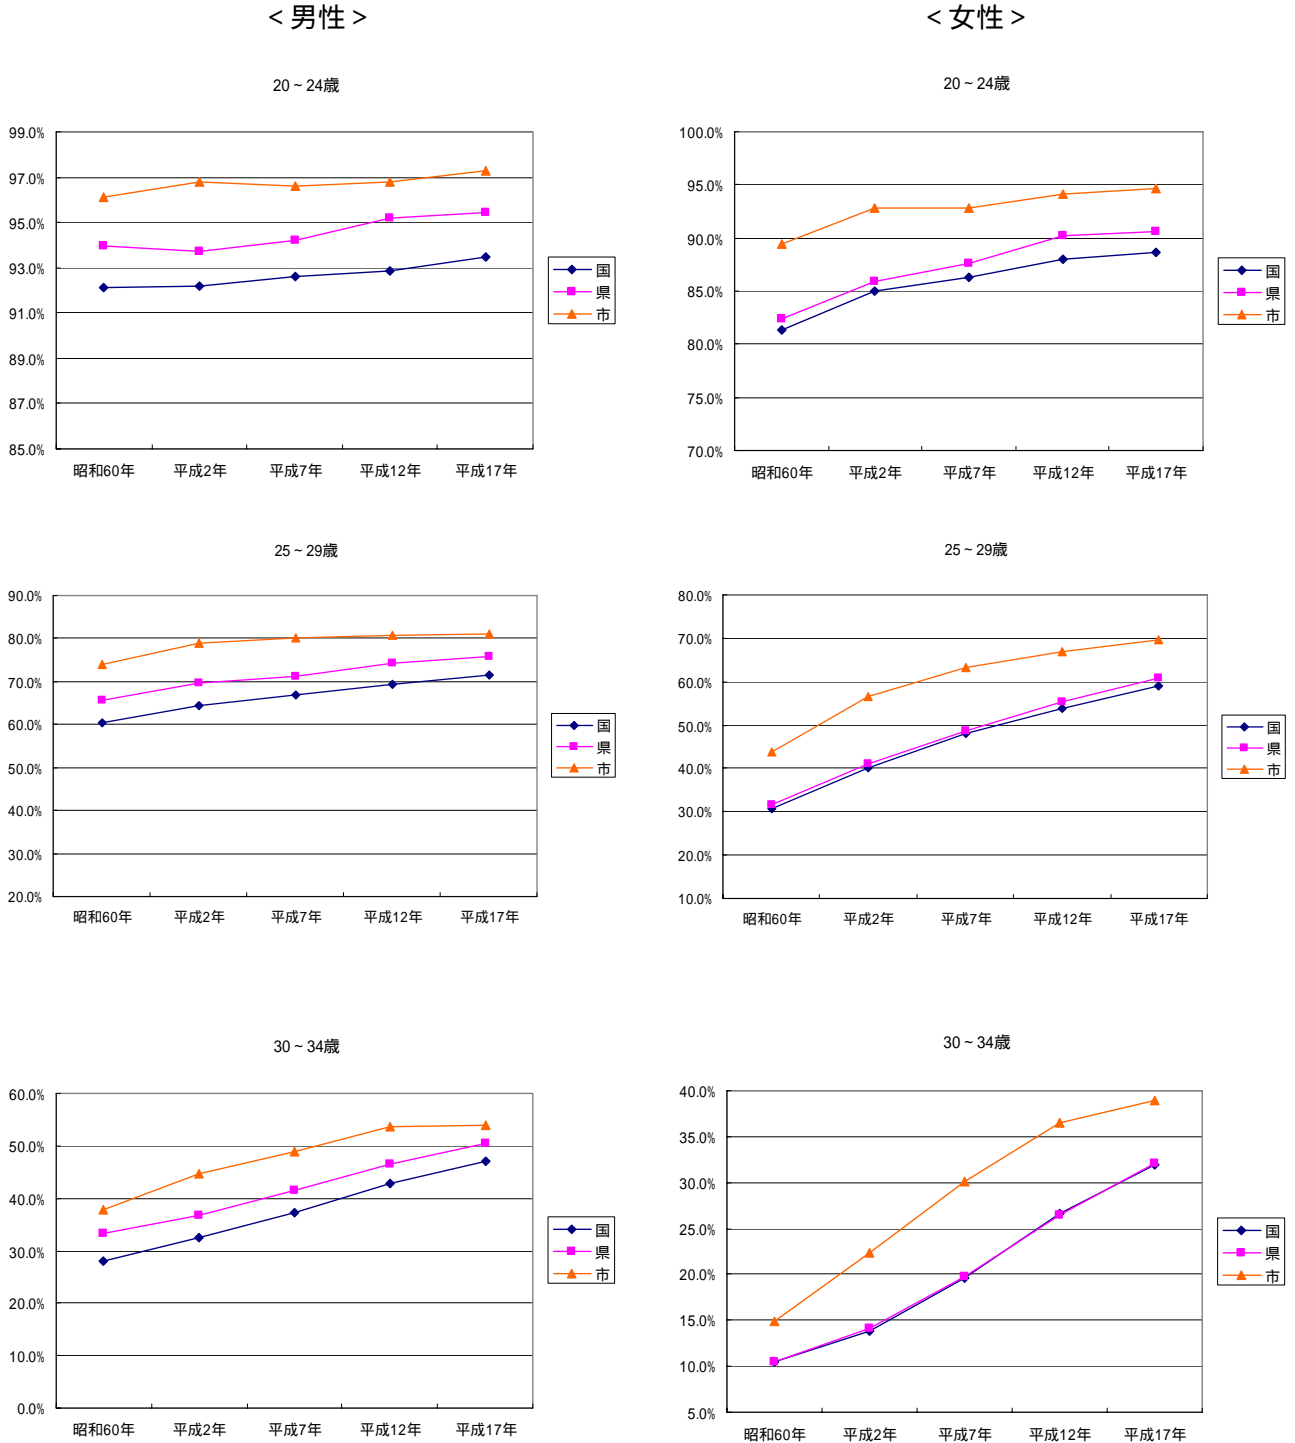 ＜男性＞
20～24歳
99.0%
97.0%
95.0%
93.0%
91.0%
89.0%
87.0%
85.0%
昭和60年 平成2年 平成7年 平成12年 平成17年
国
県
市
25～29歳
90.0%
80.0%
70.0%
60.0%
50.0%
40.0%
30.0%
20.0%
昭和60年 平成2年 平成7年 平成12年 平成17年
国
県
市
30～34歳
60.0%
50.0%
40.0%
30.0%
20.0%
10.0%
0.0%
昭和60年 平成2年 平成7年 平成12年 平成17年
国
県
市
＜女性＞
20～24歳
100.0%
95.0%
90.0%
85.0%
80.0%
75.0%
70.0%
昭和60年 平成2年 平成7年 平成12年 平成17年
国
県
市
25～29歳
80.0%
70.0%
60.0%
50.0%
40.0%
30.0%
20.0%
10.0%
昭和60年 平成2年 平成7年 平成12年 平成17年
国
県
市
30～34歳
40.0%
35.0%
30.0%
25.0%
20.0%
15.0%
10.0%
5.0%
昭和60年 平成2年 平成7年 平成12年 平成17年
国
県
市